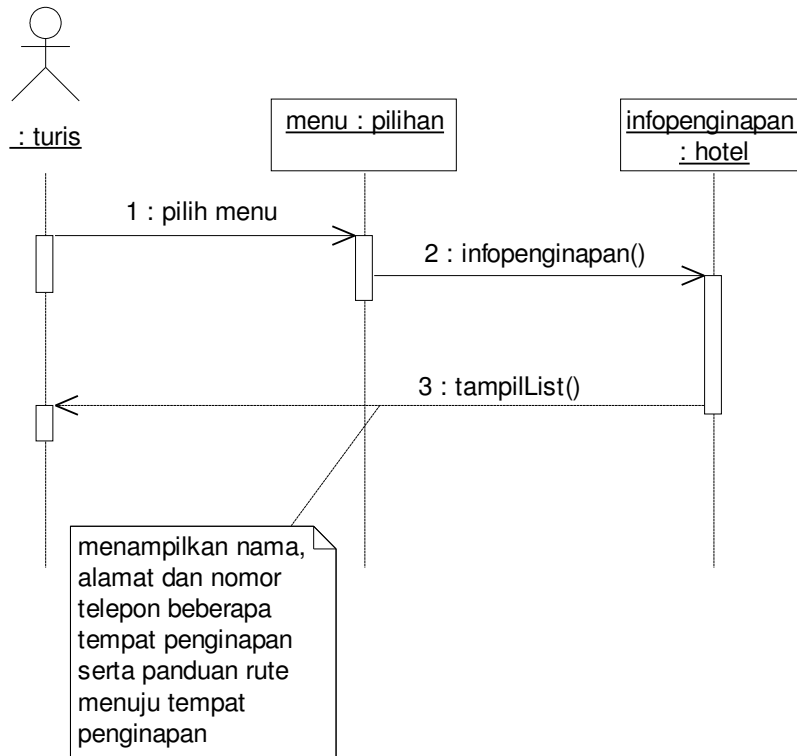 : turis
menu : pilihan
infopenginapan
: hotel
1 : pilih menu
2 : infopenginapan()
3 : tampilList()
menampilkan nama,
alamat dan nomor
telepon beberapa
tempat penginapan
serta panduan rute
menuju tempat
penginapan